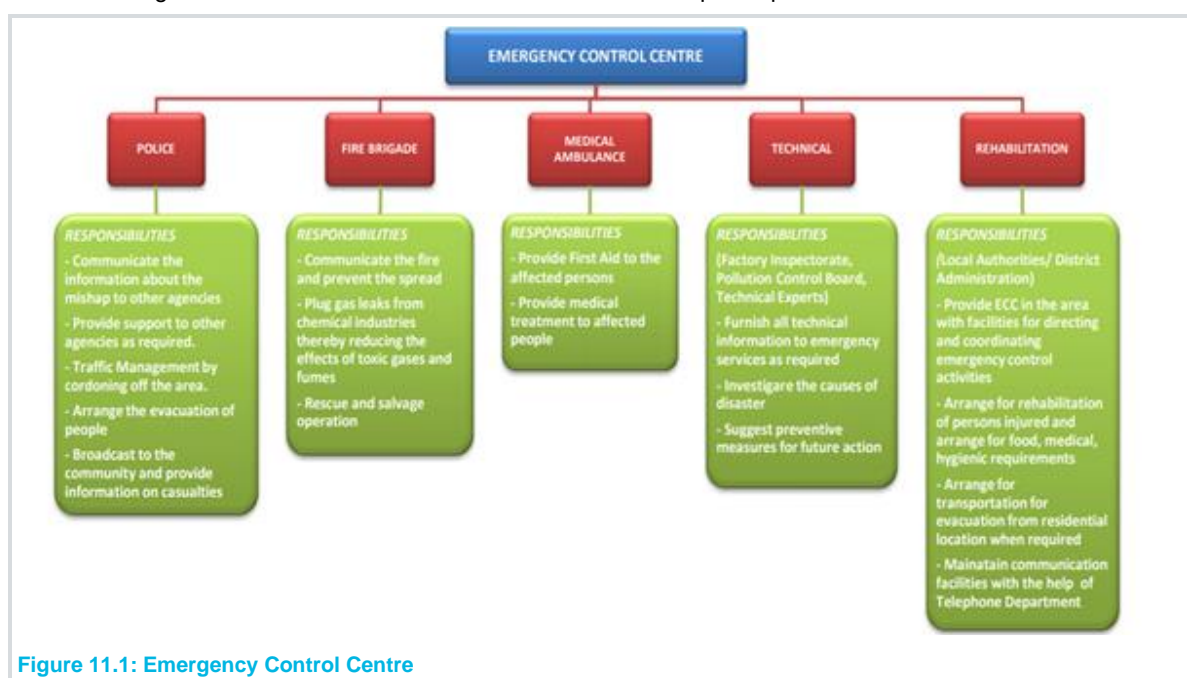 EMERGENCY CONTROL CENTRE
POLICE
FIRE BRIGADE
MEDICAL
AMBULANCE
TECHNICAL
REHABILITATION
RESPONSIBILITIES
- Communicate the
information about the
mishap to other agencies
- Provide support to other
agencies as required.
- Traffic Management by
cordoning off the area.
- Arrange the evacuation of
people
- Broadcast to the
community and provide
information on casualties
RESPONSIBILITIES
- Communicate the fire
and prevent the spread
- Plug gas leaks from
chemical industries
thereby reducing the
effects of toxic gases and
fumes
- Rescue and salvage
operation
RESPONSIBILITIES
- Provide First Aid to the
affected persons
- Provide medical
treatment to affected
people
RESPONSIBILITIES
(Factory Inspectorate,
Pollution Control Board,
Technical Experts)
- Furnish all technical
information to emergency
services as required
- Investigare the causes of
disaster
- Suggest preventive
measures for future action
RESPONSIBILITIES
(Local Authorities/ District
Administration)
- Provide ECC in the area
with facilities for directing
and coordinating
emergency control
activities
- Arrange for rehabilitation
of persons injured and
arrange for food, medical,
hygienic requirements
- Arrange for
transportation for
evacuation from residential
location when required
- Mainatain communication
facilities with the help of
Telephone Department
Figure 11.1: Emergency Control Centre